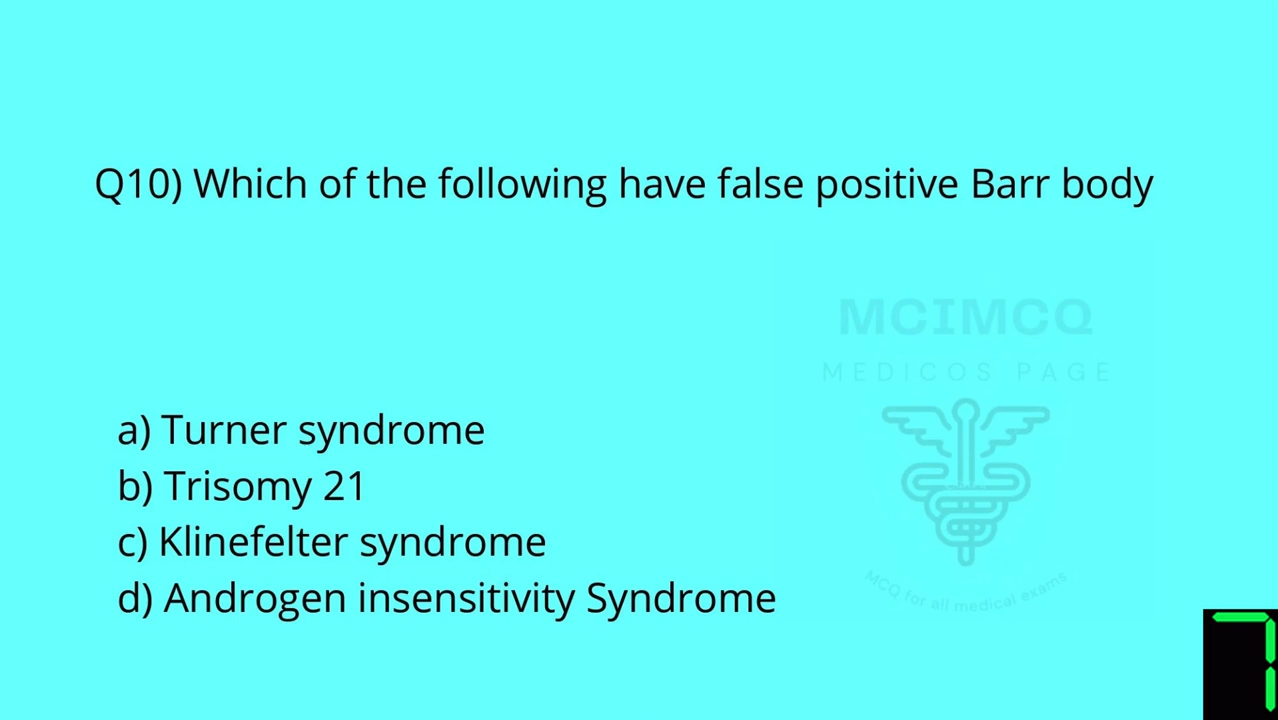 Q10) Which of the following have false positive Barr body
MCIMCQ
MEDICOS PAGE
a) Turner syndrome
b) Trisomy 21
c) Klinefelter syndrome
d) Androgen insensitivity Syndrome
MCQ for all medical exams
7